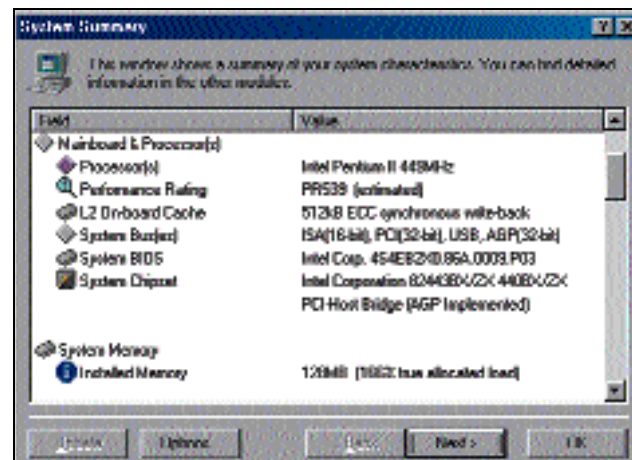 System Summary
This window shows a summary of your system characteristics. You can find detailed
information in the other modules.
Field Value
Mainboard & Processor(s)
Processor(s) Intel Pentium II 449MHz
Performance Rating PR539 (estimated)
L2 On-board Cache 512kB ECC synchronous write-back
System Bus(es) ISA(16-bit), PCI(32-bit), USB, AGP(32-bit)
System BIOS Intel Corp. 4S4EB2X0.86A.0009.P03
System Chipset Intel Corporation 82443BX/ZX 440BX/ZX
PCI-Host Bridge (AGP Implemented)
System Memory
Installed Memory 128MB
Update Options Back Next > OK